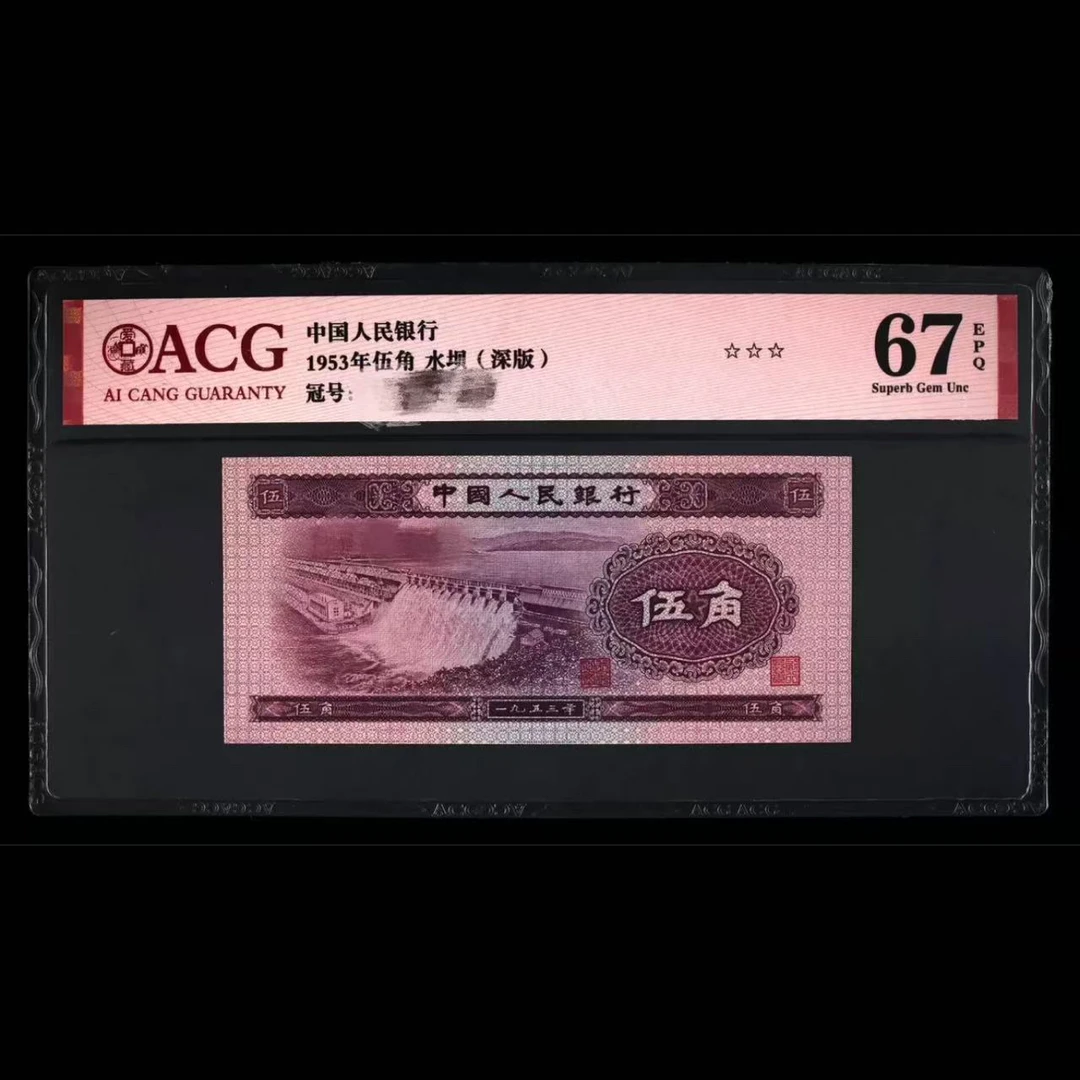 ACG
AI CANG GUARANTY
中国人民银行
1953年伍角 水坝（深版）
冠号:
☆☆☆
67
EPQ
Superb Gem Unc
伍
中國人民銀行
伍
伍角
伍角
一九五三年
伍角